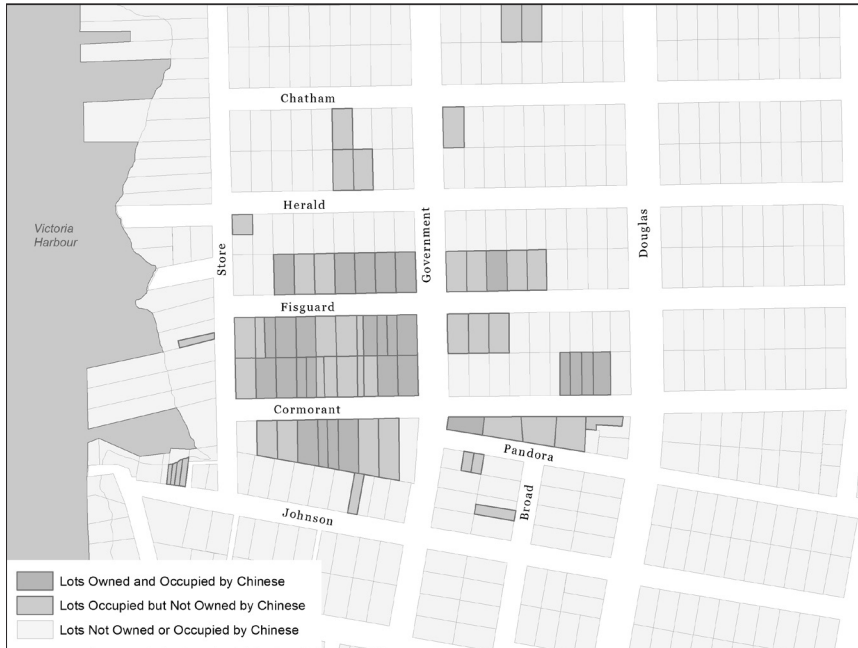 Chatham
Herald
Victoria
Harbour
Store
Government
Douglas
Fisguard
Cormorant
Pandora
Broad
Johnson
Lots Owned and Occupied by Chinese
Lots Occupied but Not Owned by Chinese
Lots Not Owned or Occupied by Chinese